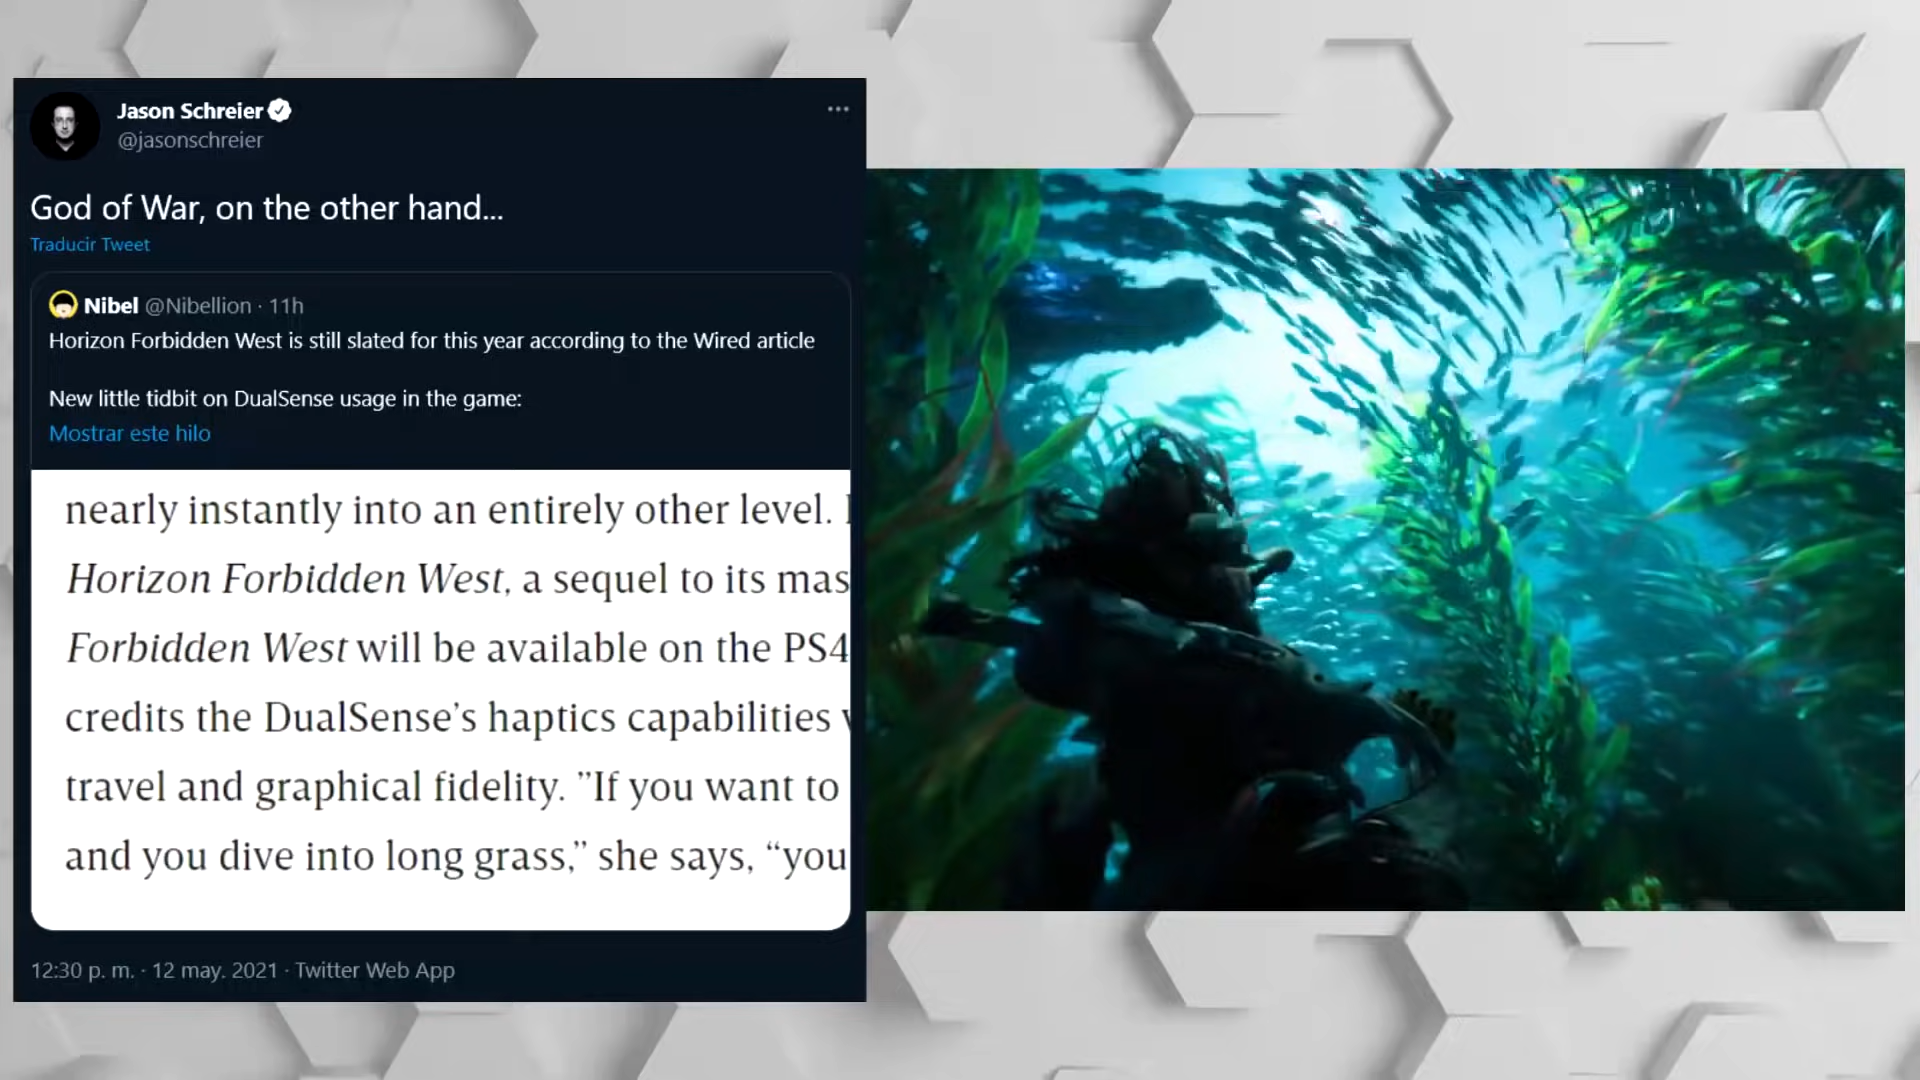 Jason Schreier
@jasonschreier
God of War, on the other hand...
Traducir Tweet
Nibel @Nibellion · 11h
Horizon Forbidden West is still slated for this year according to the Wired article
New little tidbit on DualSense usage in the game:
Mostrar este hilo
nearly instantly into an entirely other level.
Horizon Forbidden West, a sequel to its mas
Forbidden West will be available on the PS4
credits the DualSense’s haptics capabilities
travel and graphical fidelity. ”If you want to
and you dive into long grass,” she says, “you
12:30 p. m. · 12 may. 2021 · Twitter Web App